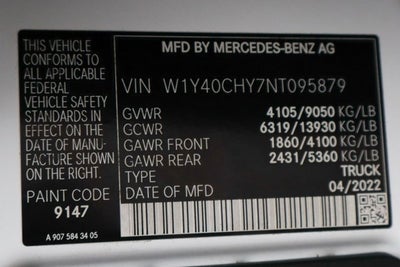 THIS VEHICLE
CONFORMS TO
ALL APPLICABLE
FEDERAL
VEHICLE SAFETY
STANDARDS IN
EFFECT ON THE
DATE OF MANU-
FACTURE SHOWN
ON THE RIGHT.
PAINT CODE
9147
A 907 584 34 05
MFD BY MERCEDES-BENZ AG
VIN W1Y40CHY7NT095879
GVWR 4105/9050 KG/LB
GCWR 6319/13930 KG/LB
GAWR FRONT 1860/4100 KG/LB
GAWR REAR 2431/5360 KG/LB
TYPE TRUCK
DATE OF MFD 04/2022